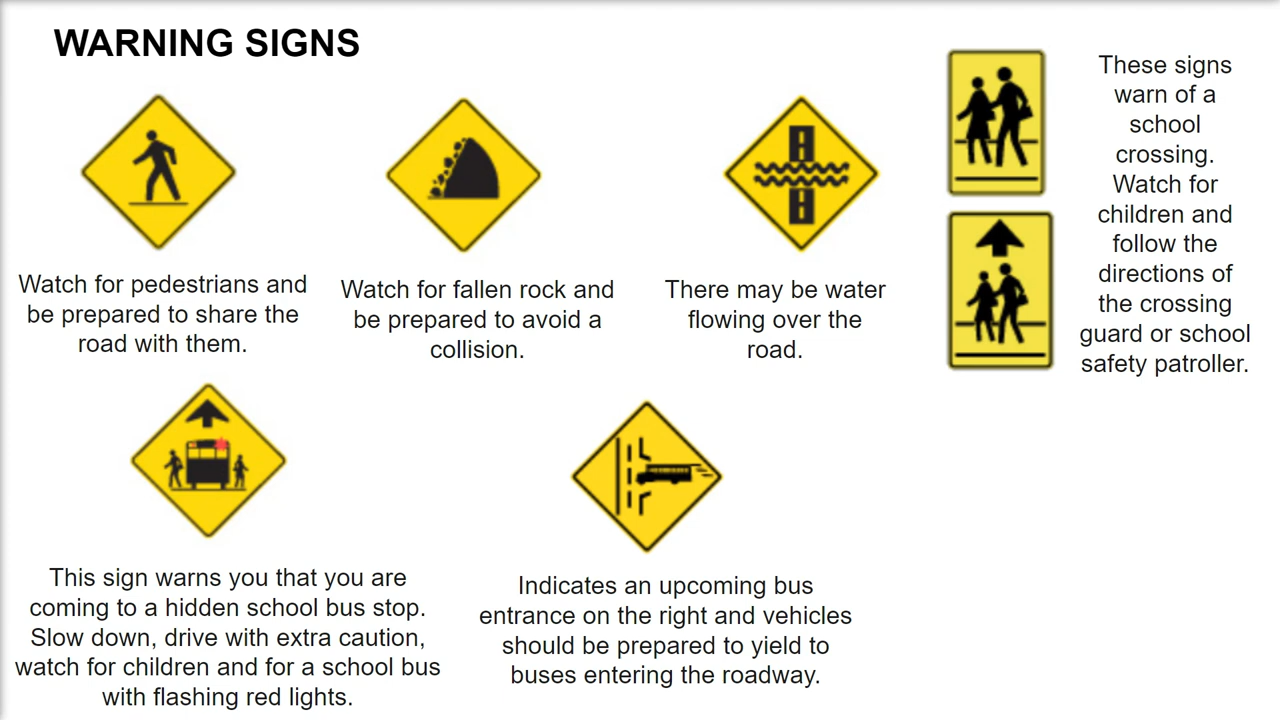 WARNING SIGNS
Watch for pedestrians and
be prepared to share the
road with them.
Watch for fallen rock and
be prepared to avoid a
collision.
There may be water
flowing over the
road.
These signs
warn of a
school
crossing.
Watch for
children and
follow the
directions of
the crossing
guard or school
safety patroller.
This sign warns you that you are
coming to a hidden school bus stop.
Slow down, drive with extra caution,
watch for children and for a school bus
with flashing red lights.
Indicates an upcoming bus
entrance on the right and vehicles
should be prepared to yield to
buses entering the roadway.